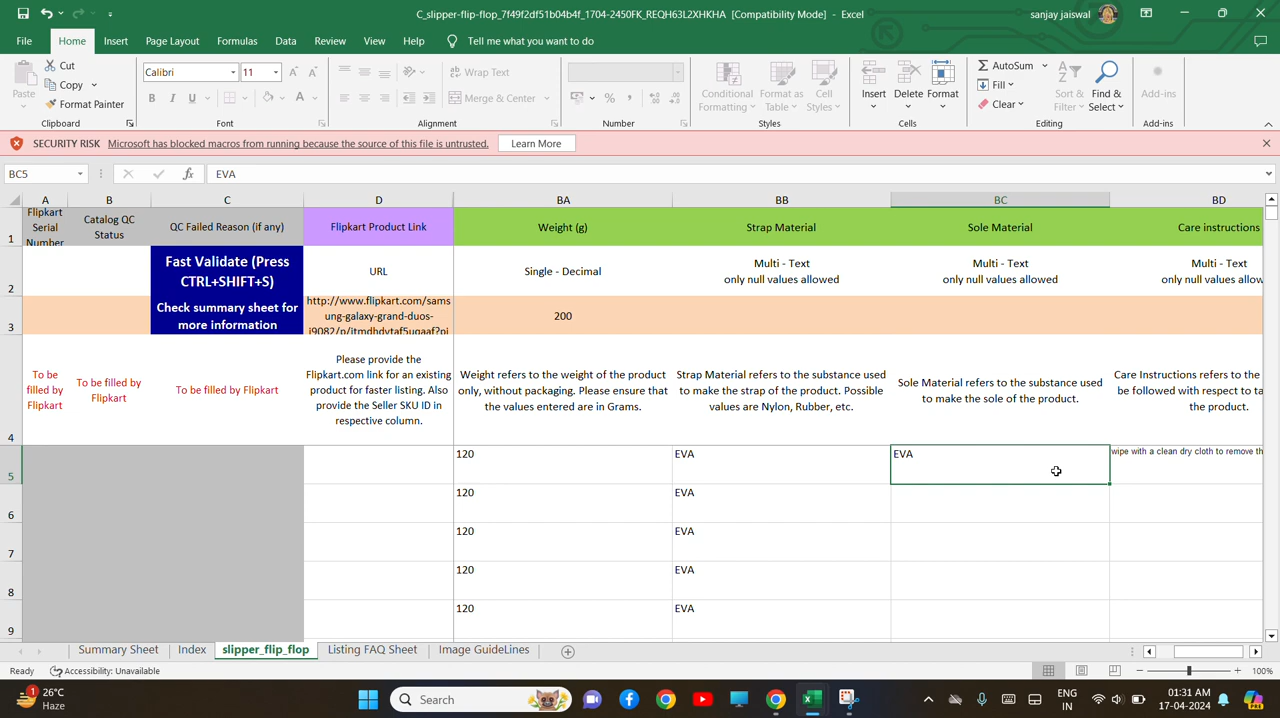 C_slipper-flip-flop_7f49f2df51b04b4f_1704-2450FK_REQH63L2XHKHA [Compatibility Mode] - Excel
sanjay jaiswal
File Home Insert Page Layout Formulas Data Review View Help Tell me what you want to do
Paste
Cut
Copy
Format Painter
Clipboard
Calibri 11
B I U
Font
Wrap Text
Merge & Center
Alignment
Number
Conditional Formatting
Format as Table
Cell Styles
Styles
Insert Delete Format
Cells
AutoSum
Fill
Clear
Sort & Filter
Find & Select
Editing
Add-ins
Add-ins
SECURITY RISK Microsoft has blocked macros from running because the source of this file is untrusted. Learn More
BC5 fx EVA
A B C D BA BB BC BD
1
Flipkart
Serial
Number
Catalog QC
Status
QC Failed Reason (if any)
Flipkart Product Link
Weight (g)
Strap Material
Sole Material
Care instructions
2
Fast Validate (Press
CTRL+SHIFT+S)
URL
Single - Decimal
Multi - Text
only null values allowed
Multi - Text
only null values allowed
Multi - Text
only null values allow
3
Check summary sheet for
more information
http://www.flipkart.com/sams
ung-galaxy-grand-duos-
i9082/p/itmdhdvtaf5ugaaf?pi
200
4
To be
filled by
Flipkart
To be filled by
Flipkart
To be filled by Flipkart
Please provide the
Flipkart.com link for an existing
product for faster listing. Also
provide the Seller SKU ID in
respective column.
Weight refers to the weight of the product
only, without packaging. Please ensure that
the values entered are in Grams.
Strap Material refers to the substance used
to make the strap of the product. Possible
values are Nylon, Rubber, etc.
Sole Material refers to the substance used
to make the sole of the product.
Care Instructions refers to the
be followed with respect to ta
the product.
5 120 EVA EVA wipe with a clean dry cloth to remove th
6 120 EVA
7 120 EVA
8 120 EVA
9 120 EVA
Summary Sheet Index slipper_flip_flop Listing FAQ Sheet Image GuideLines
Ready Accessibility: Unavailable 100%
1
26°C
Haze
Search
ENG
IN
01:31 AM
17-04-2024